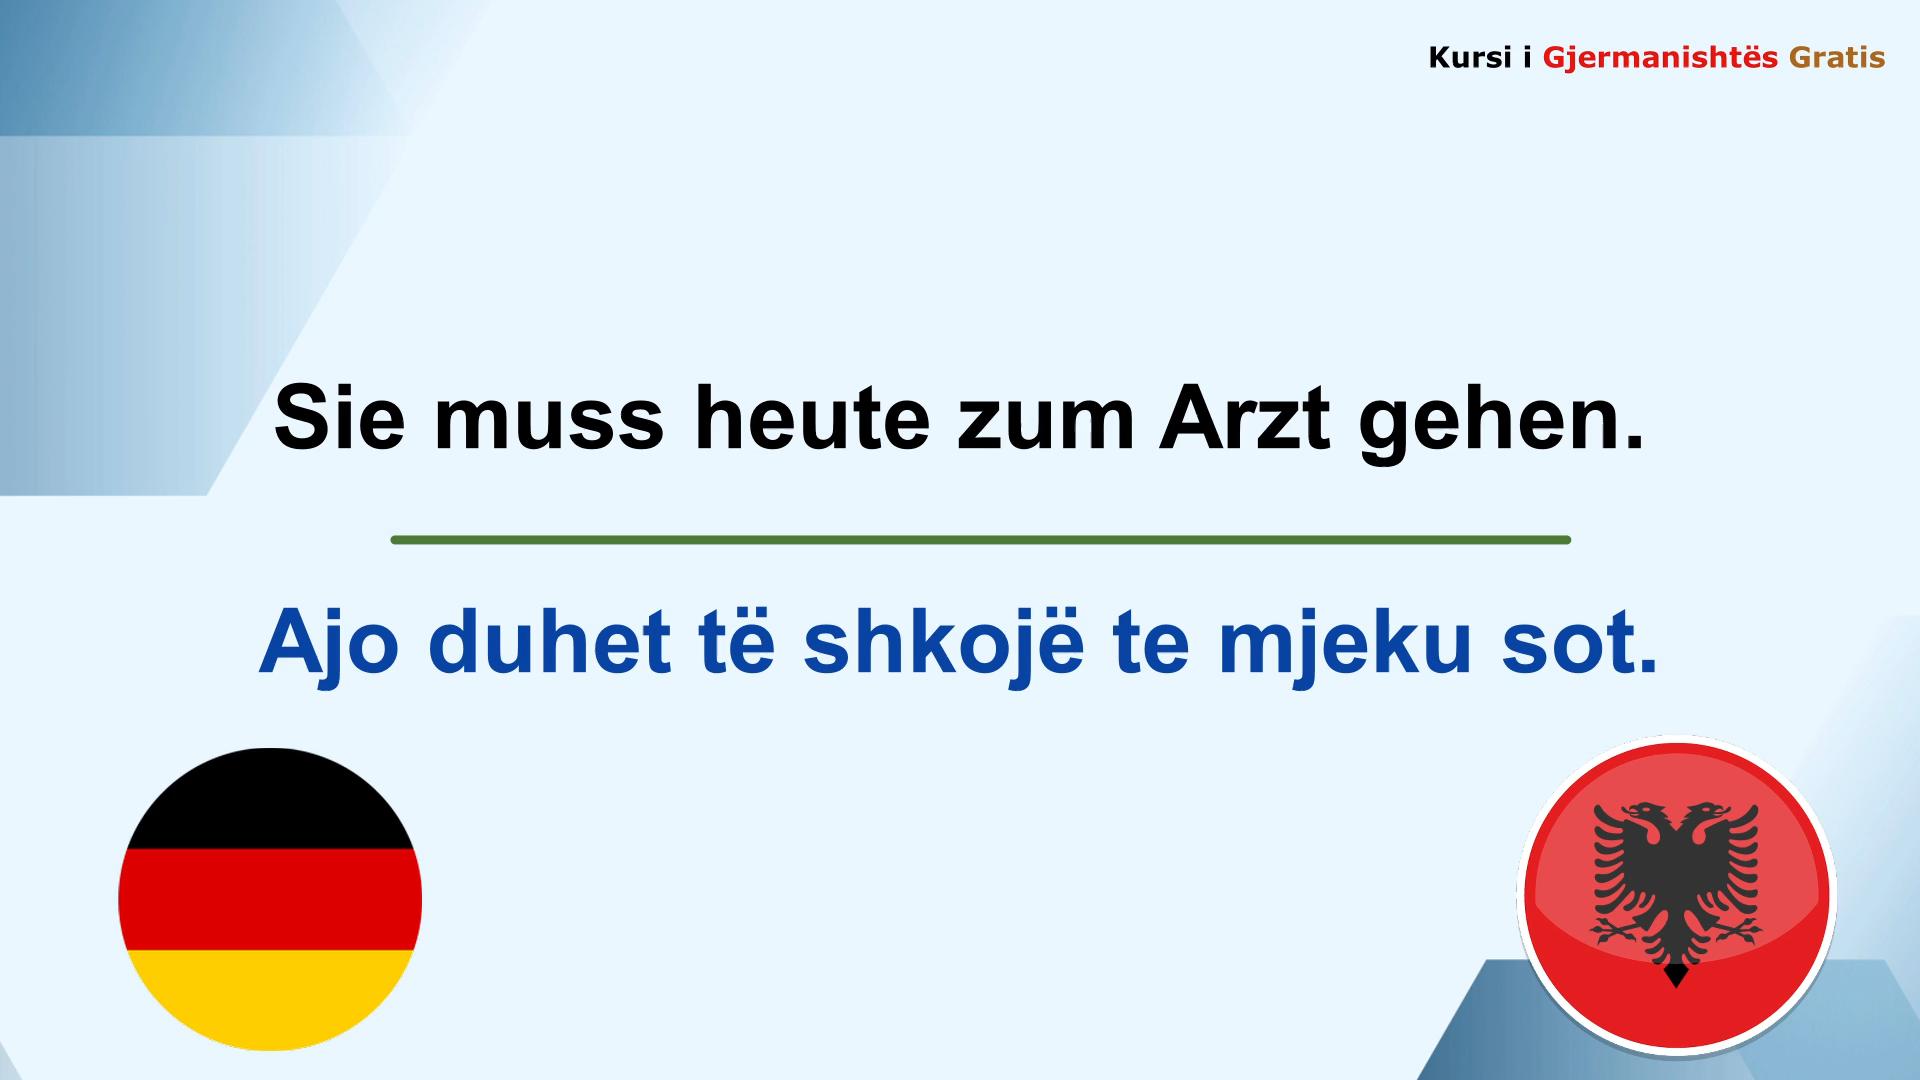 Kursi i Gjermanishtës Gratis
Sie muss heute zum Arzt gehen.
Ajo duhet të shkojë te mjeku sot.